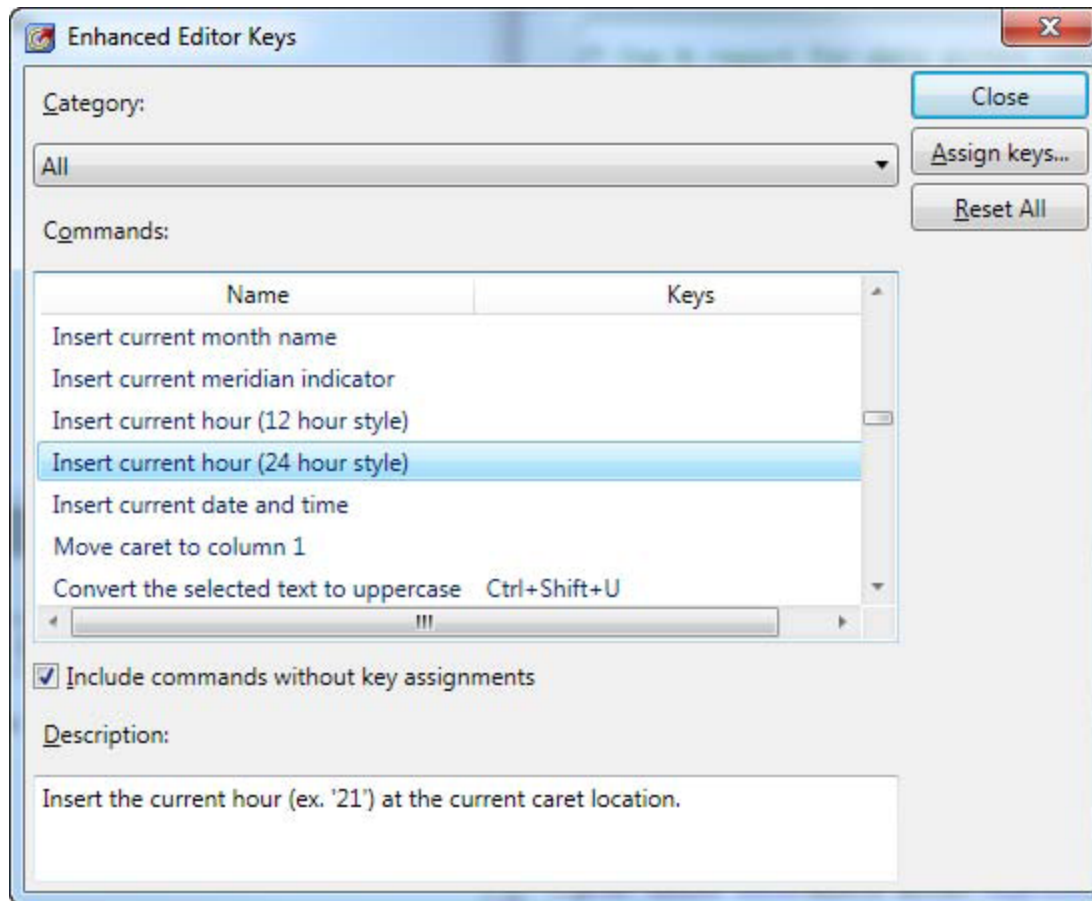 Enhanced Editor Keys
Category:
Close
All
Assign keys...
Reset All
Commands:
Name Keys
Insert current month name
Insert current meridian indicator
Insert current hour (12 hour style)
Insert current hour (24 hour style)
Insert current date and time
Move caret to column 1
Convert the selected text to uppercase Ctrl+Shift+U
Include commands without key assignments
Description:
Insert the current hour (ex. '21') at the current caret location.